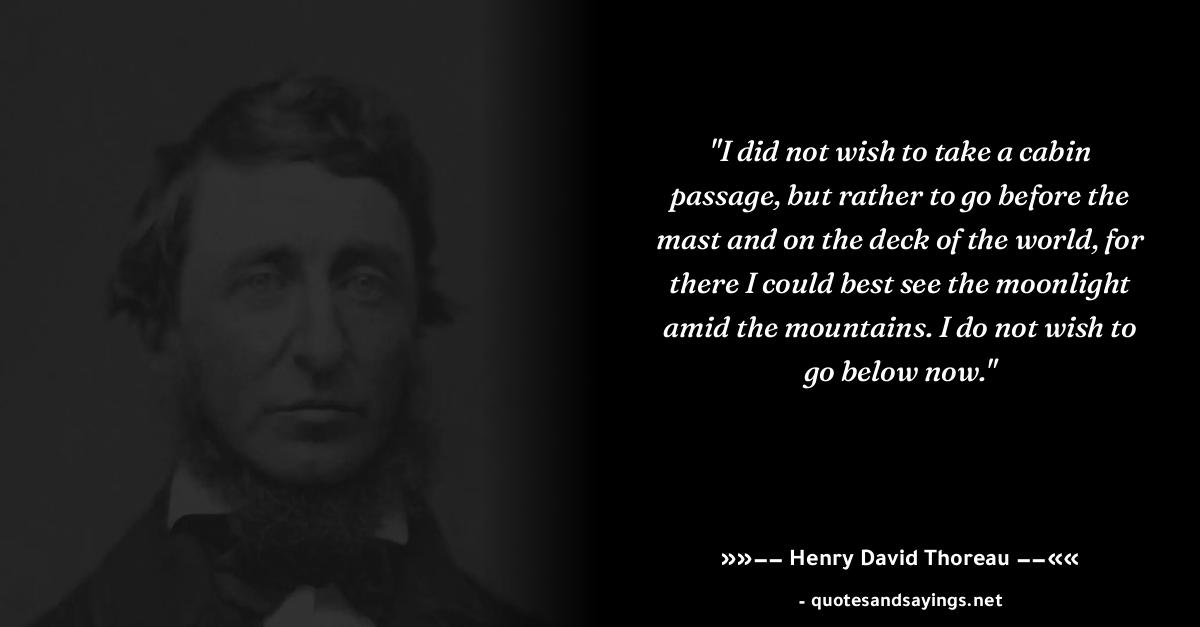 "I did not wish to take a cabin
passage, but rather to go before the
mast and on the deck of the world, for
there I could best see the moonlight
amid the mountains. I do not wish to
go below now."
»»–– Henry David Thoreau ––««
- quotesandsayings.net